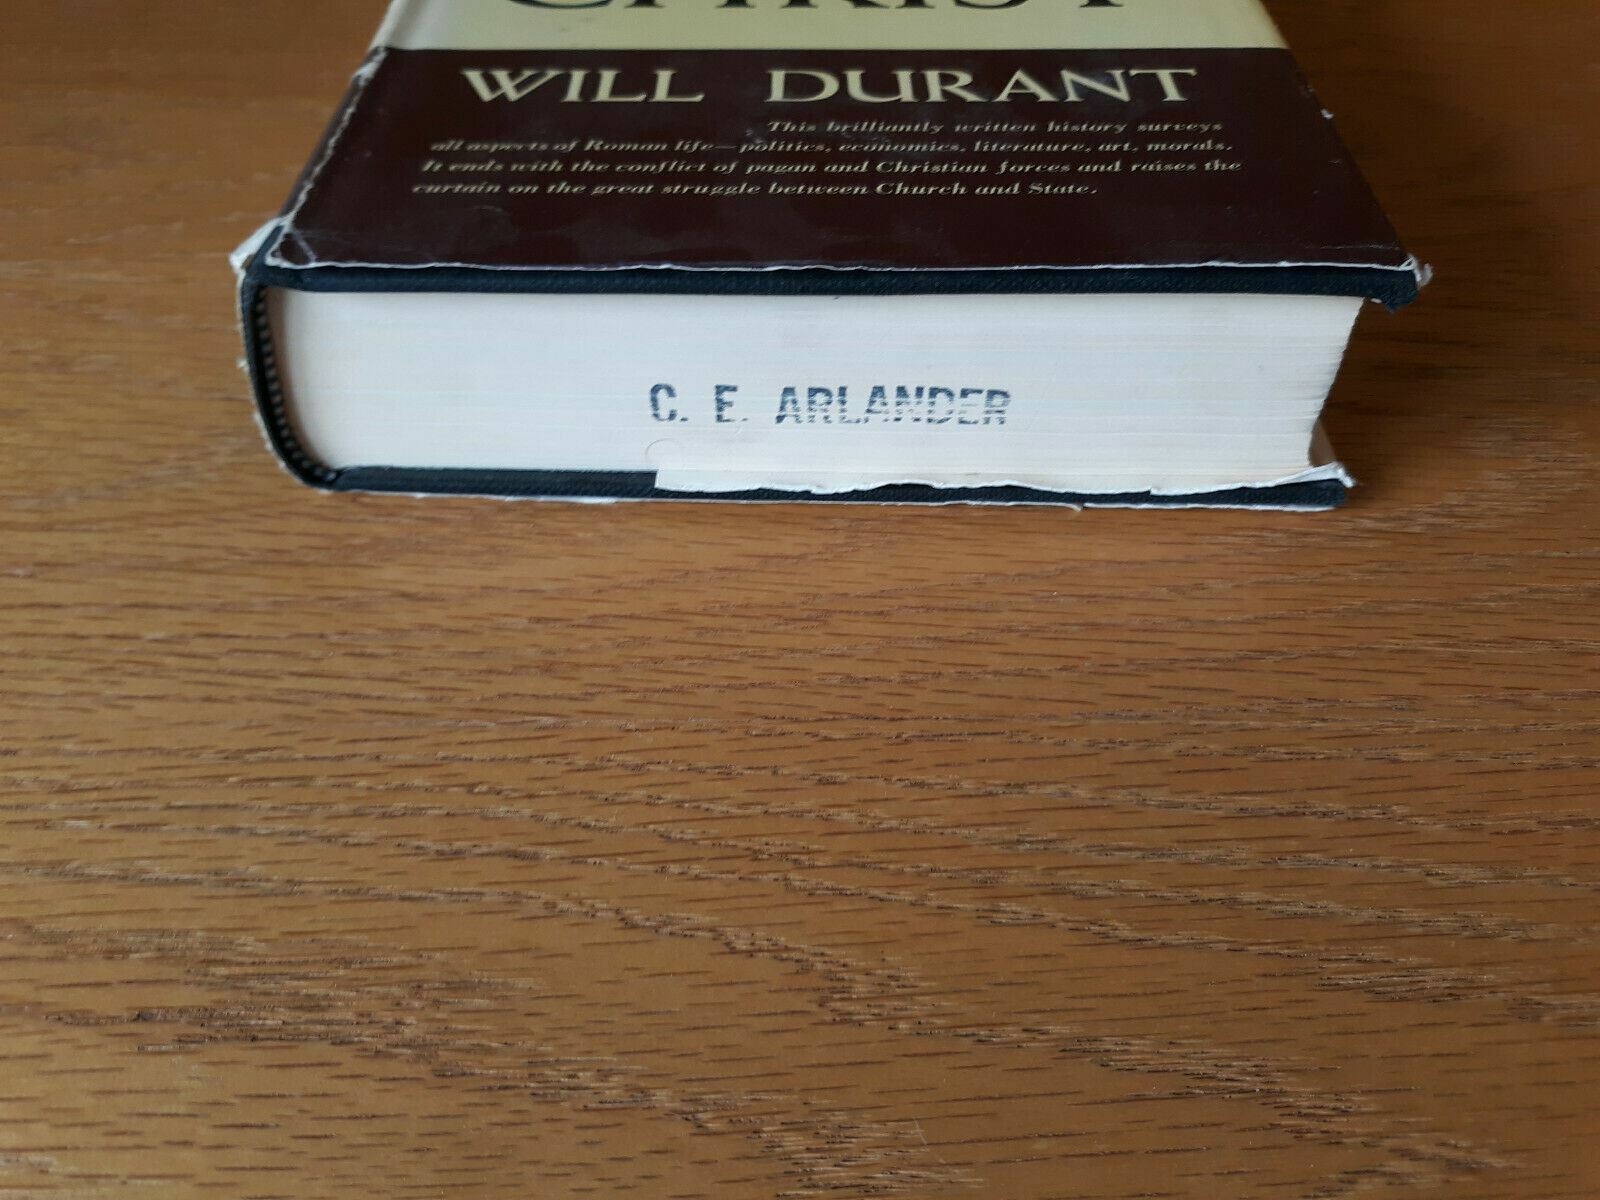 CHRIST
WILL DURANT
This brilliantly written history surveys
all aspects of Roman life—politics, economics, literature, art, morals.
It ends with the conflict of pagan and Christian forces and raises the
curtain on the great struggle between Church and State.
C. E. ARLANDER